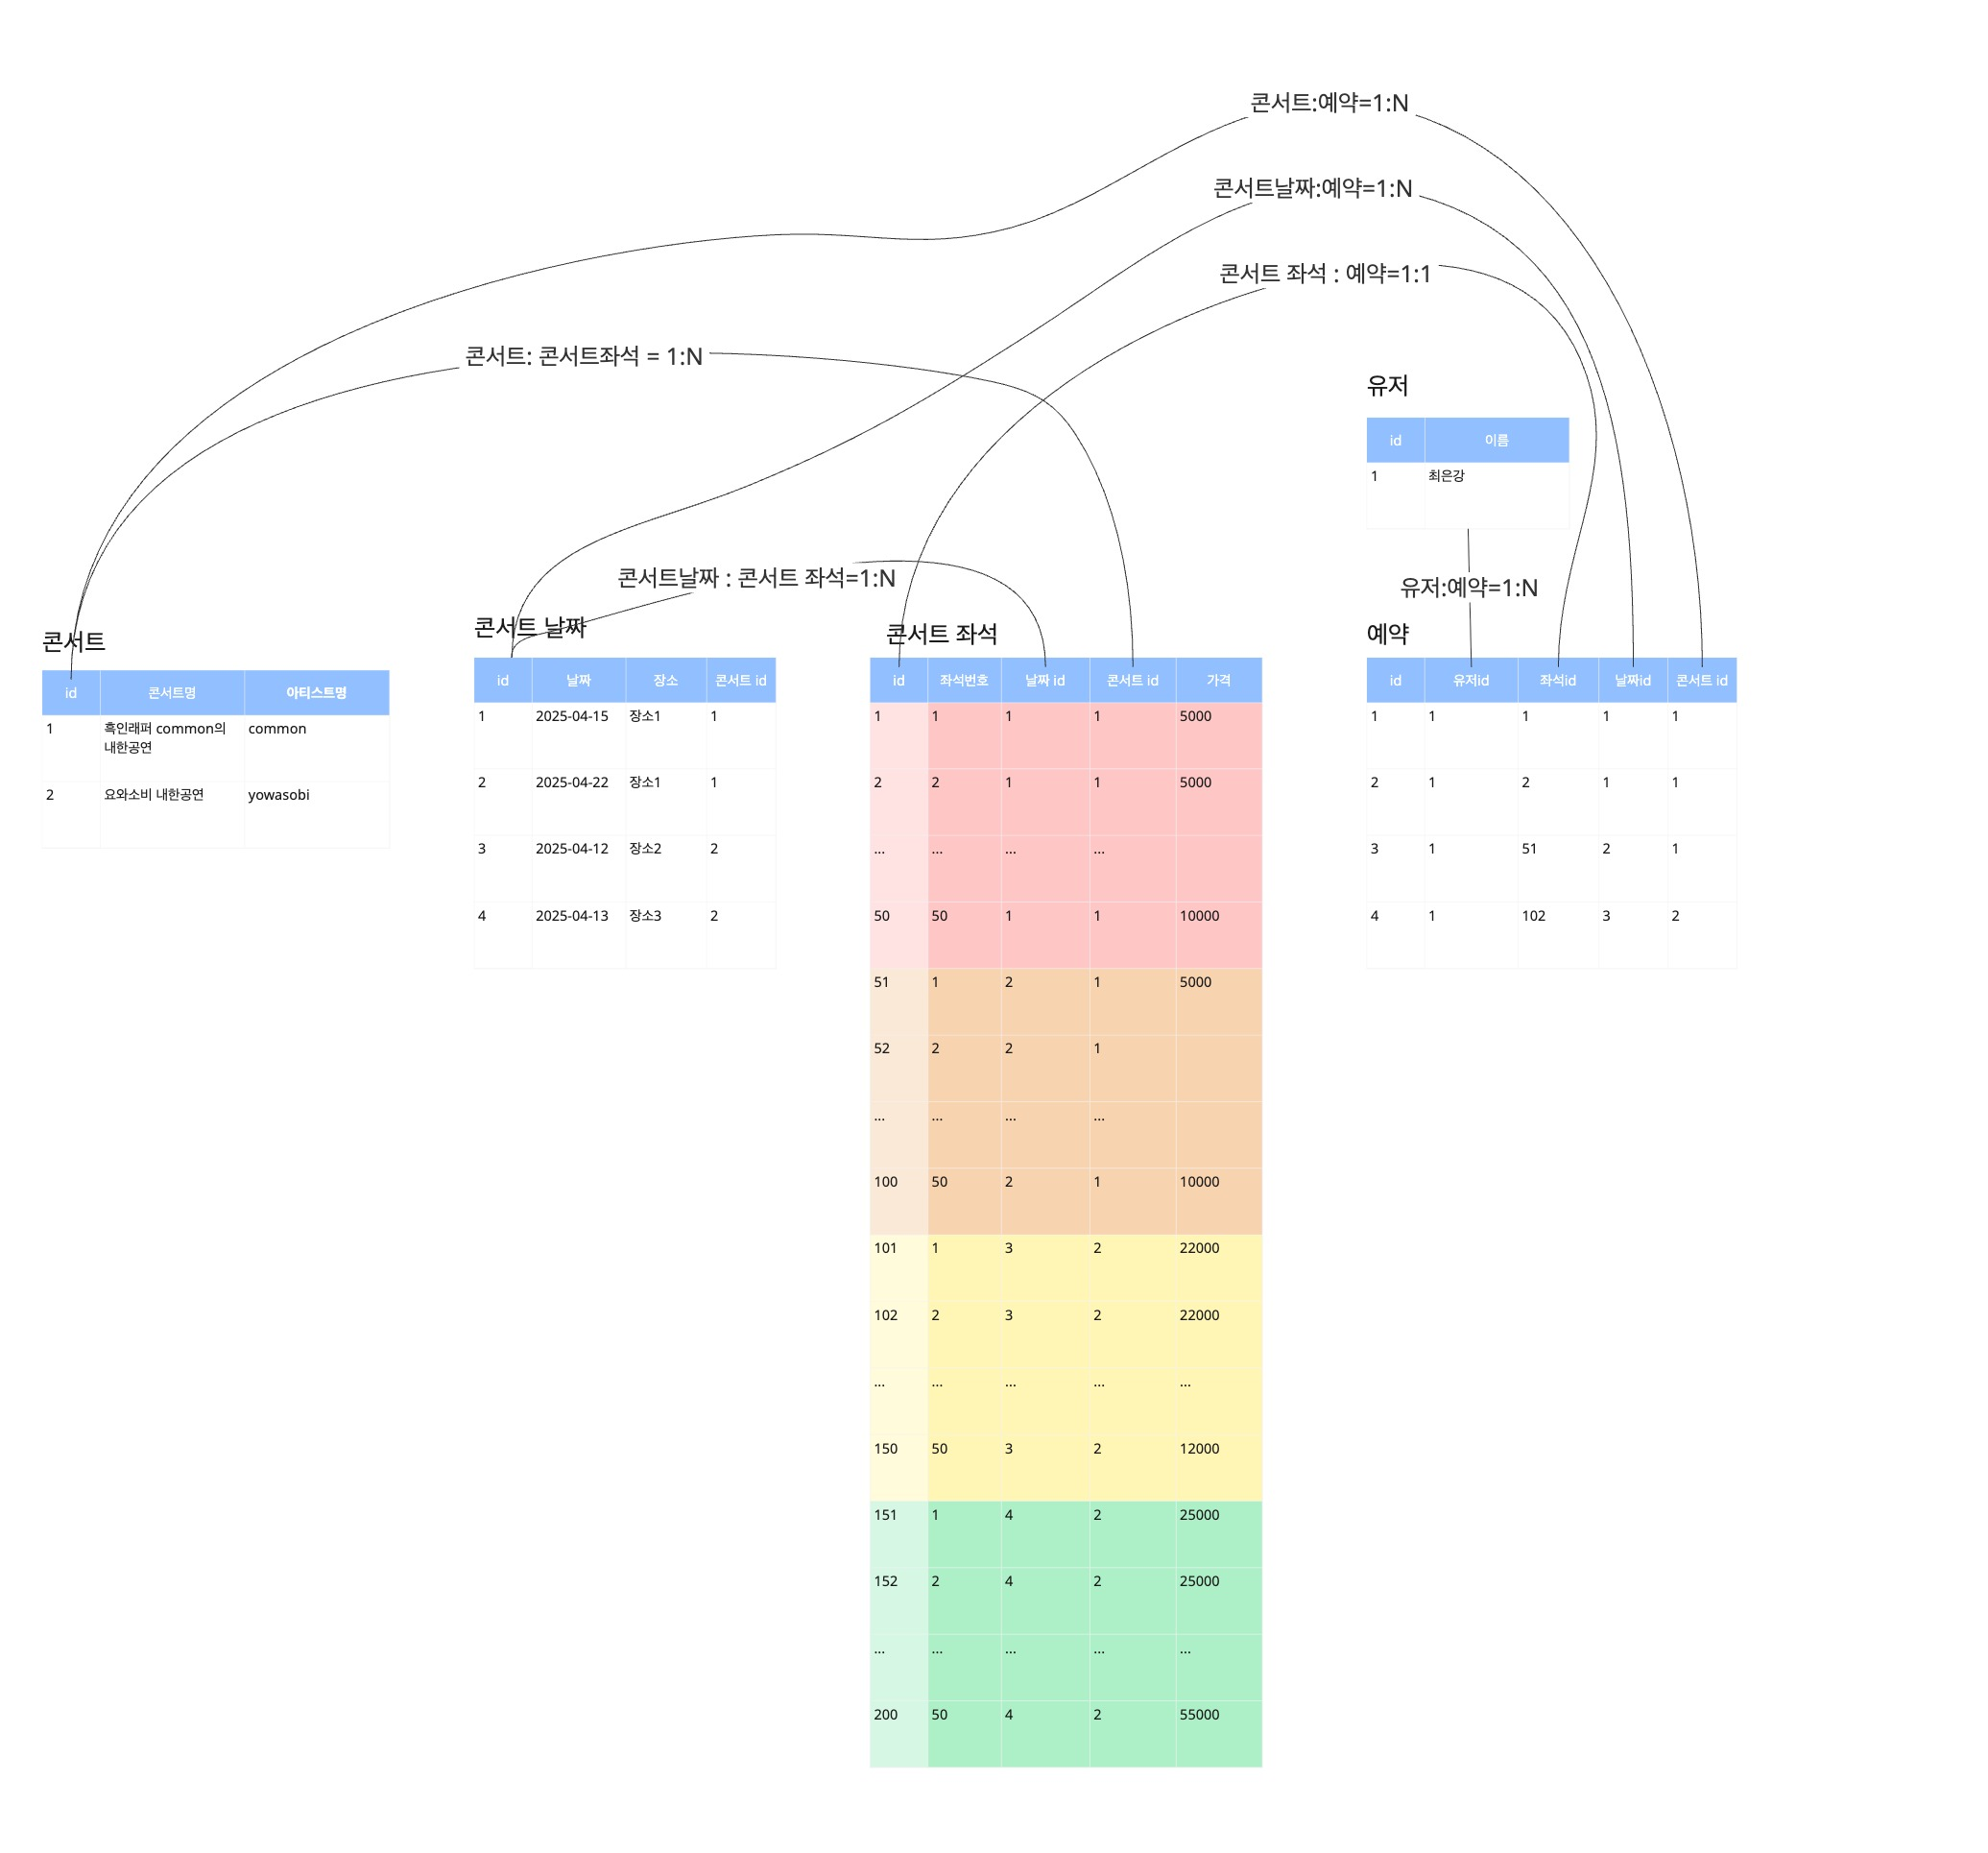 콘서트:예약=1:N
콘서트날짜:예약=1:N
콘서트 좌석 : 예약=1:1
콘서트: 콘서트좌석 = 1:N
콘서트날짜 : 콘서트 좌석=1:N
유저:예약=1:N
유저
id 이름
1 최은강
콘서트
id 콘서트명 아티스트명
1 흑인래퍼 common의 common
내한공연
2 요와소비 내한공연 yowasobi
콘서트 날짜
id 날짜 장소 콘서트 id
1 2025-04-15 장소1 1
2 2025-04-22 장소1 1
3 2025-04-12 장소2 2
4 2025-04-13 장소3 2
콘서트 좌석
id 좌석번호 날짜 id 콘서트 id 가격
1 1 1 1 5000
2 2 1 1 5000
... ... ... ...
50 50 1 1 10000
51 1 2 1 5000
52 2 2 1
... ... ... ...
100 50 2 1 10000
101 1 3 2 22000
102 2 3 2 22000
... ... ... ... ...
150 50 3 2 12000
151 1 4 2 25000
152 2 4 2 25000
... ... ... ... ...
200 50 4 2 55000
예약
id 유저id 좌석id 날짜id 콘서트 id
1 1 1 1 1
2 1 2 1 1
3 1 51 2 1
4 1 102 3 2